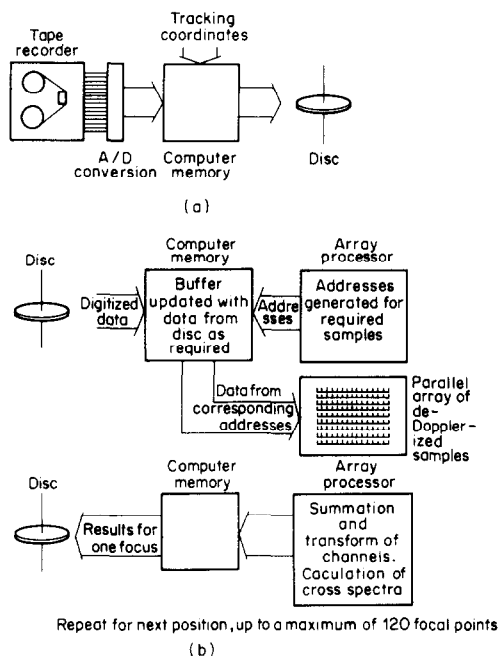 Tracking
coordinates
Tape
recorder
A/D
conversion
Computer
memory
Disc
(a)
Computer
memory
Array
processor
Disc
Digitized
data
Buffer
updated with
data from
disc as
required
Addre
sses
Addresses
generated for
required
samples
Data from
corresponding
addresses
Parallel
array of
de-
Doppler-
ized
samples
Computer
memory
Array
processor
Disc
Results for
one focus
Summation
and
transform of
channels.
Caculation of
cross spectra
Repeat for next position, up to a maximum of 120 focal points
(b)